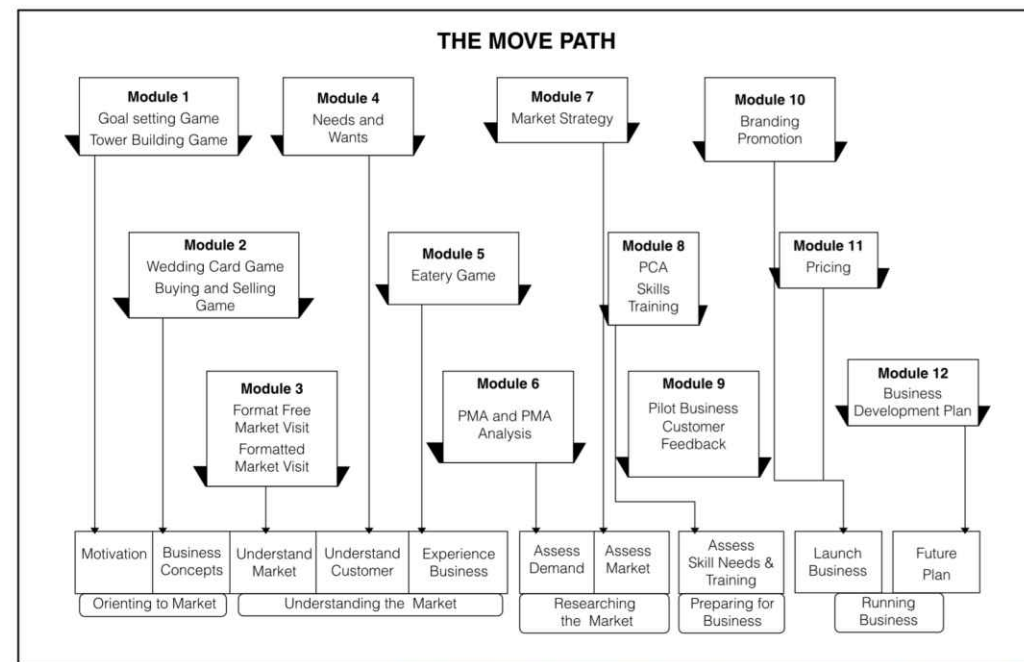 THE MOVE PATH
Module 1
Goal setting Game
Tower Building Game
Module 4
Needs and
Wants
Module 7
Market Strategy
Module 10
Branding
Promotion
Module 2
Wedding Card Game
Buying and Selling
Game
Module 5
Eatery Game
Module 8
PCA
Skills
Training
Module 11
Pricing
Module 3
Format Free
Market Visit
Formatted
Market Visit
Module 6
PMA and PMA
Analysis
Module 9
Pilot Business
Customer
Feedback
Module 12
Business
Development Plan
Motivation
Business
Concepts
Understand
Market
Understand
Customer
Experience
Business
Assess
Demand
Assess
Market
Assess
Skill Needs &
Training
Launch
Business
Future
Plan
Orienting to Market
Understanding the Market
Researching
the Market
Preparing for
Business
Running
Business